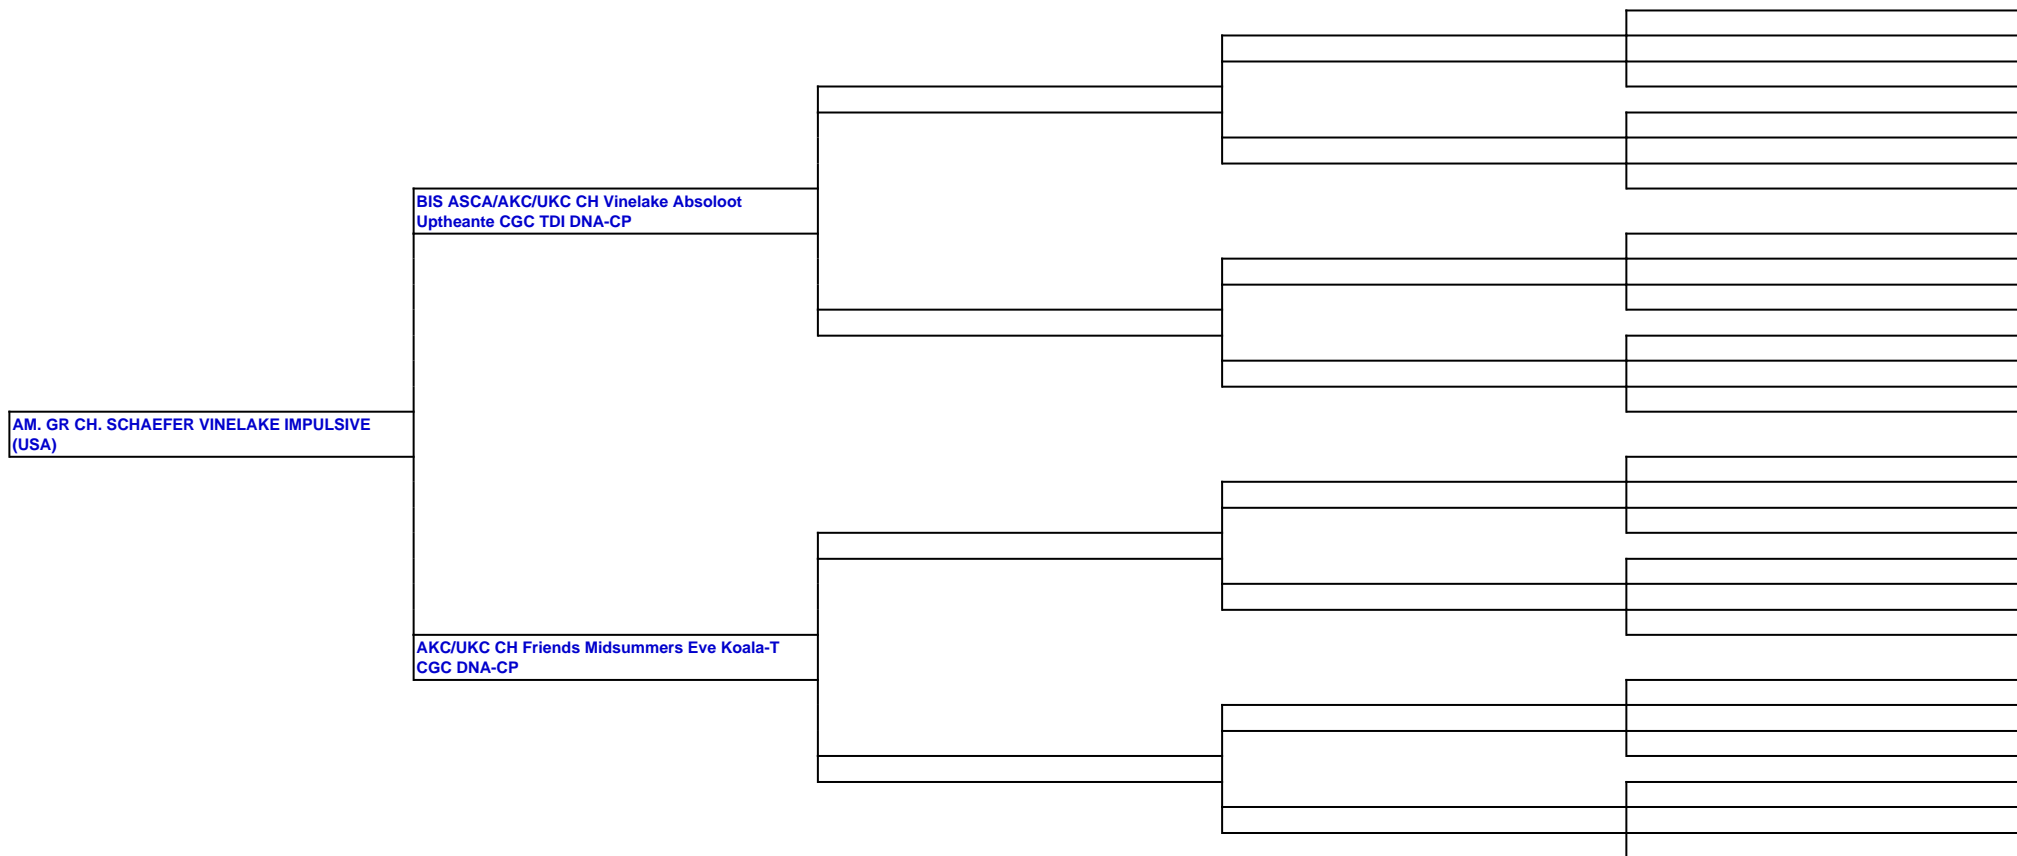 BIS ASCA/AKC/UKC CH Vinelake Absoloot
Uptheante CGC TDI DNA-CP
AM. GR CH. SCHAEFER VINELAKE IMPULSIVE
(USA)
AKC/UKC CH Friends Midsummers Eve Koala-T
CGC DNA-CP